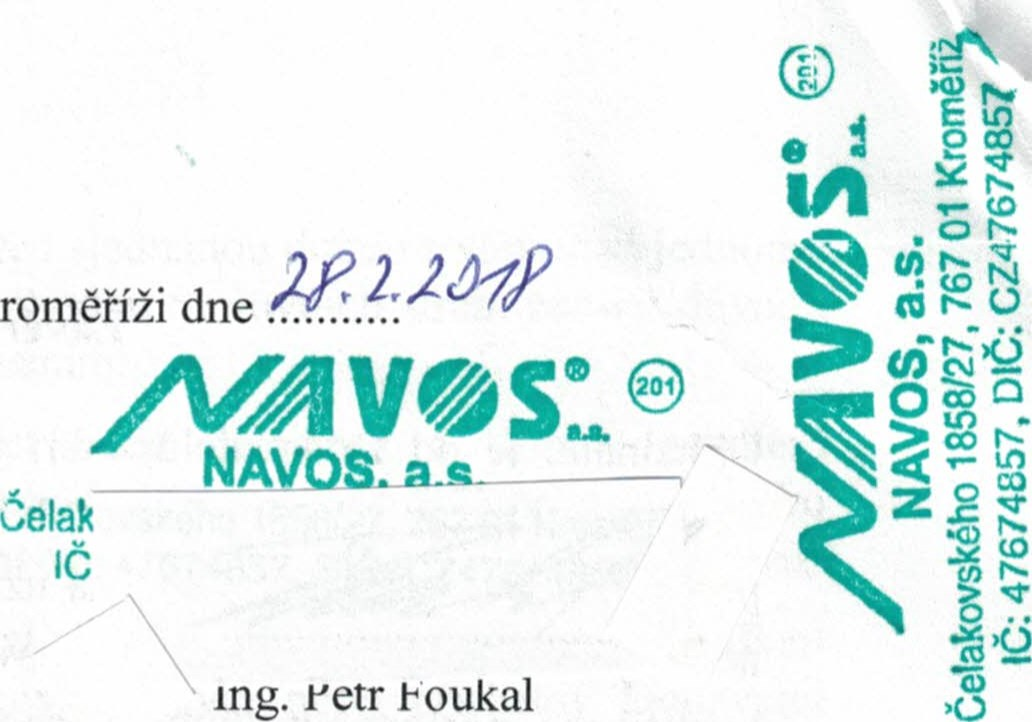 roměříži dne ........... 28.2.2018
NAVOS® a.s. 201
NAVOS, a.s.
Čelak
IČ
Ing. Petr Foukal
NAVOS® a.s. 201
NAVOS, a.s.
Čelakovského 1858/27, 767 01 Kroměříž
IČ: 47674857, DIČ: CZ47674857